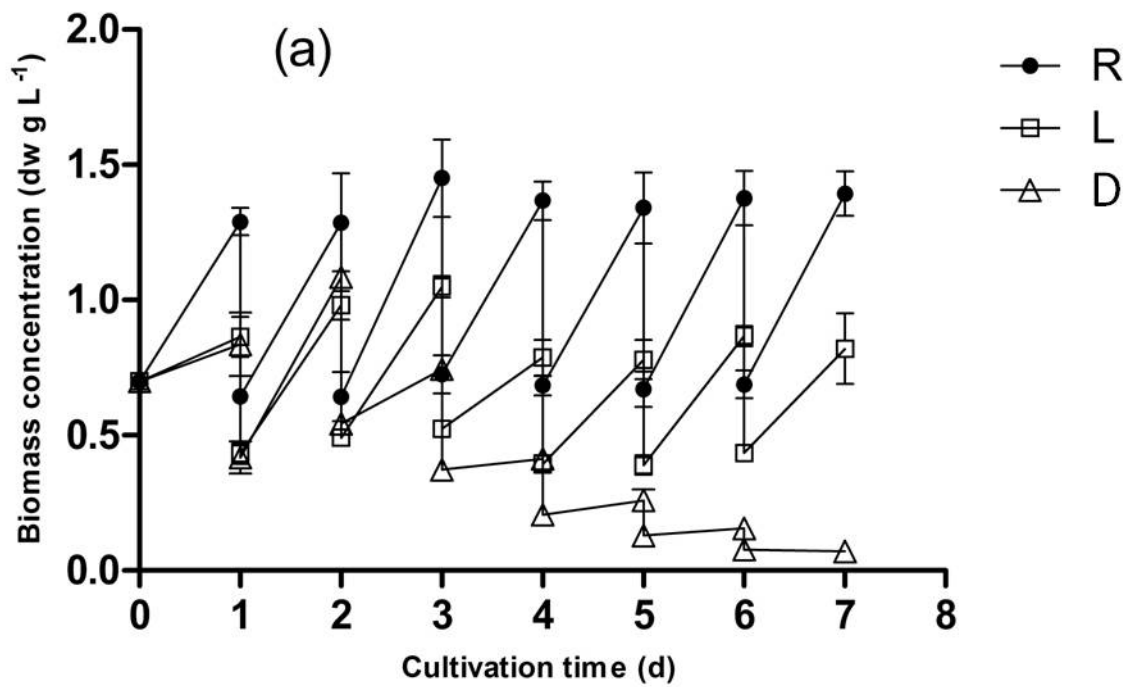 (a)
Biomass concentration (dw g L⁻¹)
2.0
1.5
1.0
0.5
0.0
0 1 2 3 4 5 6 7 8
Cultivation time (d)
R
L
D